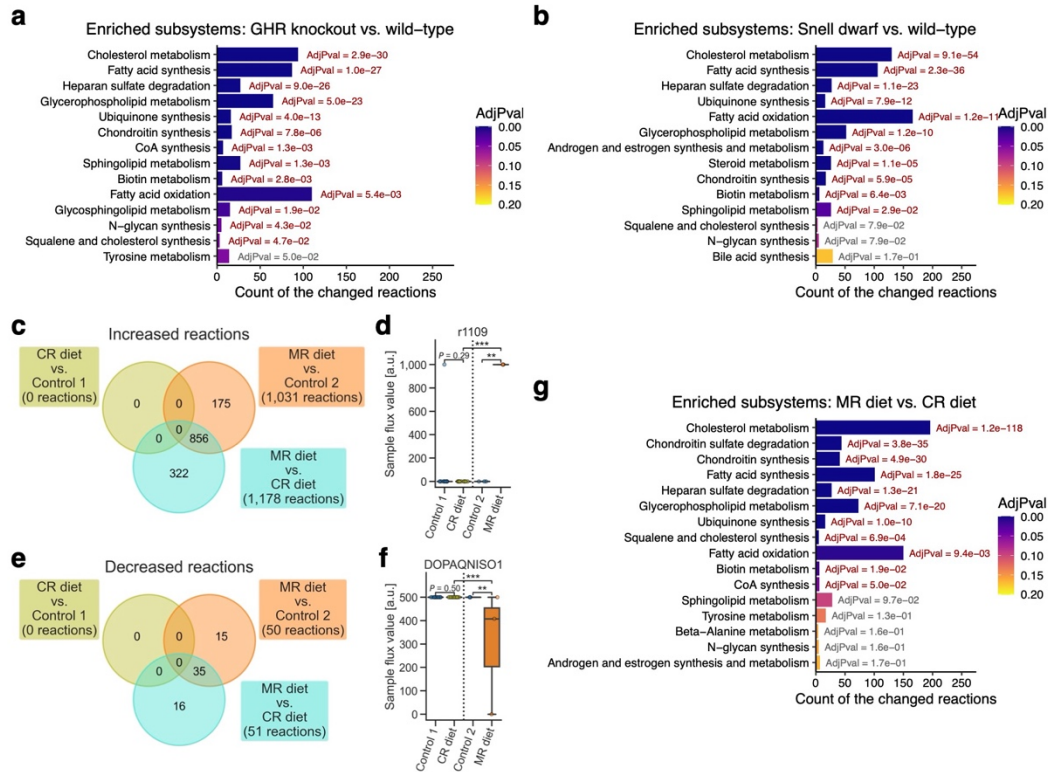 a
Enriched subsystems: GHR knockout vs. wild-type
Cholesterol metabolism AdjPval = 2.9e-30
Fatty acid synthesis AdjPval = 1.0e-27
Heparan sulfate degradation AdjPval = 9.0e-26
Glycerophospholipid metabolism AdjPval = 5.0e-23
Ubiquinone synthesis AdjPval = 4.0e-13
Chondroitin synthesis AdjPval = 7.8e-06
CoA synthesis AdjPval = 1.3e-03
Sphingolipid metabolism AdjPval = 1.3e-03
Biotin metabolism AdjPval = 2.8e-03
Fatty acid oxidation AdjPval = 5.4e-03
Glycosphingolipid metabolism AdjPval = 1.9e-02
N-glycan synthesis AdjPval = 4.3e-02
Squalene and cholesterol synthesis AdjPval = 4.7e-02
Tyrosine metabolism AdjPval = 5.0e-02
0 50 100 150 200 250
Count of the changed reactions
AdjPval
0.00
0.05
0.10
0.15
0.20
b
Enriched subsystems: Snell dwarf vs. wild-type
Cholesterol metabolism AdjPval = 9.1e-54
Fatty acid synthesis AdjPval = 2.3e-36
Heparan sulfate degradation AdjPval = 1.1e-23
Ubiquinone synthesis AdjPval = 7.9e-12
Fatty acid oxidation AdjPval = 1.2e-11
Glycerophospholipid metabolism AdjPval = 1.2e-10
Androgen and estrogen synthesis and metabolism AdjPval = 3.0e-06
Steroid metabolism AdjPval = 1.1e-05
Chondroitin synthesis AdjPval = 5.9e-05
Biotin metabolism AdjPval = 6.4e-03
Sphingolipid metabolism AdjPval = 2.9e-02
Squalene and cholesterol synthesis AdjPval = 7.9e-02
N-glycan synthesis AdjPval = 7.9e-02
Bile acid synthesis AdjPval = 1.7e-01
0 50 100 150 200 250
Count of the changed reactions
AdjPval
0.00
0.05
0.10
0.15
0.20
c
Increased reactions
CR diet
vs.
Control 1
(0 reactions)
MR diet
vs.
Control 2
(1,031 reactions)
0 0 175
0
0 856
322
MR diet
vs.
CR diet
(1,178 reactions)
d
r1109
***
P = 0.29 **
Sample flux value [a.u.]
1,000
800
600
400
200
0
Control 1
CR diet
Control 2
MR diet
e
Decreased reactions
CR diet
vs.
Control 1
(0 reactions)
MR diet
vs.
Control 2
(50 reactions)
0 0 15
0
0 35
16
MR diet
vs.
CR diet
(51 reactions)
f
DOPAQNISO1
***
P = 0.50 **
Sample flux value [a.u.]
500
400
300
200
100
0
Control 1
CR diet
Control 2
MR diet
g
Enriched subsystems: MR diet vs. CR diet
Cholesterol metabolism AdjPval = 1.2e-118
Chondroitin sulfate degradation AdjPval = 3.8e-35
Chondroitin synthesis AdjPval = 4.9e-30
Fatty acid synthesis AdjPval = 1.8e-25
Heparan sulfate degradation AdjPval = 1.3e-21
Glycerophospholipid metabolism AdjPval = 7.1e-20
Ubiquinone synthesis AdjPval = 1.0e-10
Squalene and cholesterol synthesis AdjPval = 6.9e-04
Fatty acid oxidation AdjPval = 9.4e-03
Biotin metabolism AdjPval = 1.9e-02
CoA synthesis AdjPval = 5.0e-02
Sphingolipid metabolism AdjPval = 9.7e-02
Tyrosine metabolism AdjPval = 1.3e-01
Beta-Alanine metabolism AdjPval = 1.6e-01
N-glycan synthesis AdjPval = 1.6e-01
Androgen and estrogen synthesis and metabolism AdjPval = 1.7e-01
0 50 100 150 200 250
Count of the changed reactions
AdjPval
0.00
0.05
0.10
0.15
0.20